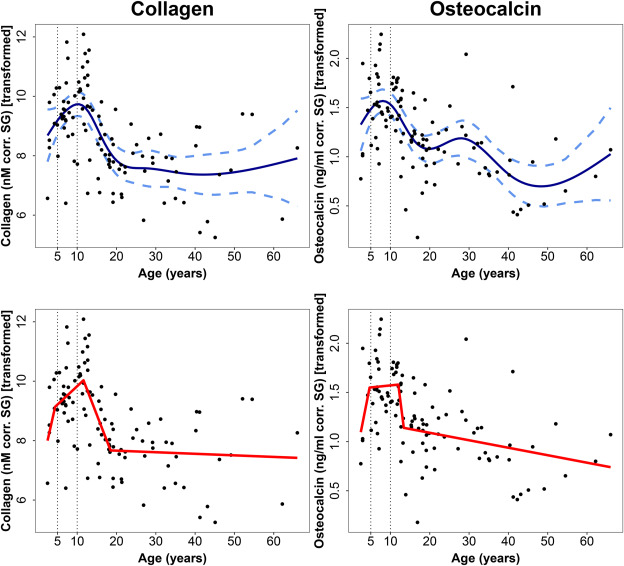 Collagen
Osteocalcin
Collagen (nM corr. SG) [transformed]
12
10
8
6
5 10 20 30 40 50 60
Age (years)
Osteocalcin (ng/ml corr. SG) [transformed]
2.0
1.5
1.0
0.5
5 10 20 30 40 50 60
Age (years)
Collagen (nM corr. SG) [transformed]
12
10
8
6
5 10 20 30 40 50 60
Age (years)
Osteocalcin (ng/ml corr. SG) [transformed]
2.0
1.5
1.0
0.5
5 10 20 30 40 50 60
Age (years)